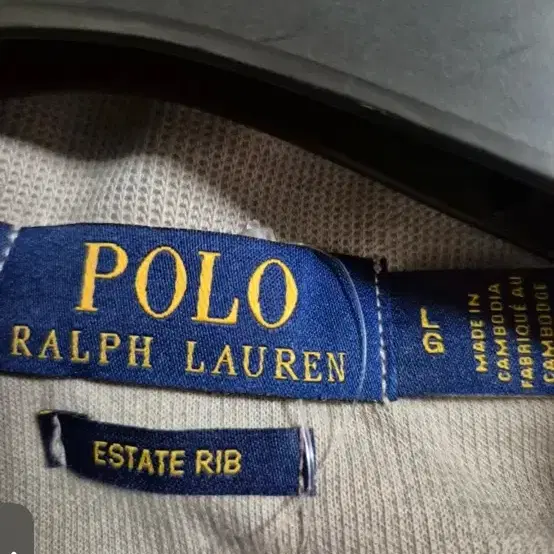 POLO
RALPH LAUREN
ESTATE RIB
L
G
MADE IN
CAMBODIA
FABRIQUÉ AU
CAMBODGE